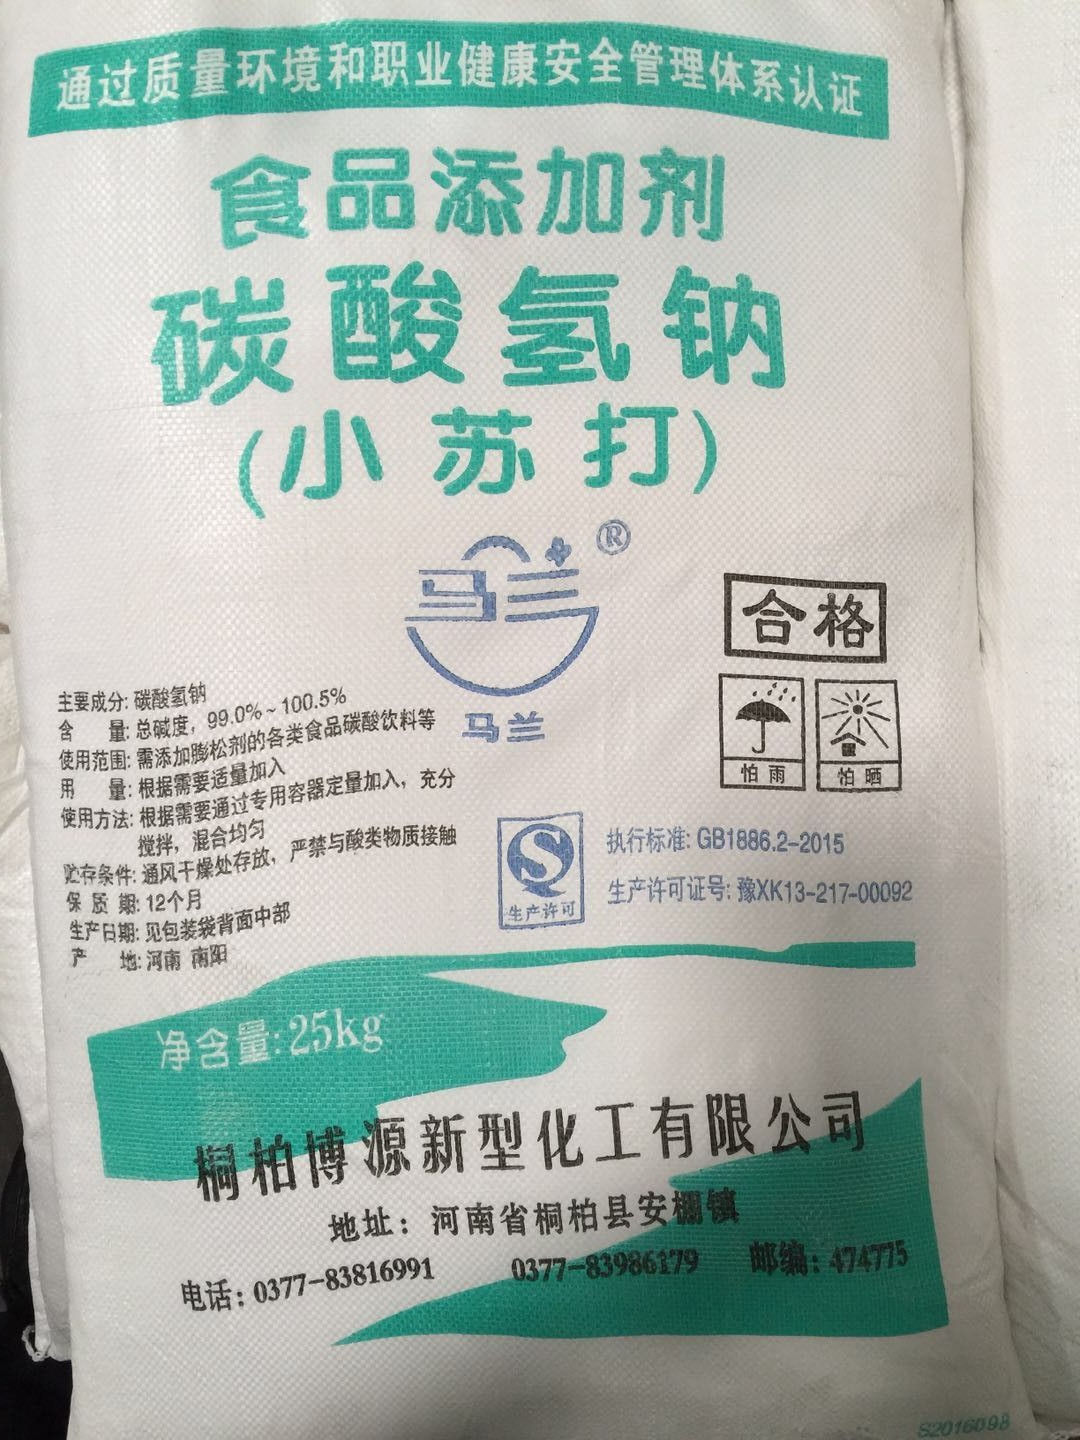 通过质量环境和职业健康安全管理体系认证
食品添加剂
碳酸氢钠
(小苏打)
马兰®
马兰
合格
怕雨 怕晒
主要成分: 碳酸氢钠
含 量: 总碱度, 99.0%~100.5%
使用范围: 需添加膨松剂的各类食品碳酸饮料等
用 量: 根据需要适量加入
使用方法: 根据需要通过专用容器定量加入, 充分
搅拌, 混合均匀
贮存条件: 通风干燥处存放, 严禁与酸类物质接触
保 质 期: 12个月
生产日期: 见包装袋背面中部
产 地: 河南 南阳
生产许可
执行标准: GB1886.2-2015
生产许可证号: 豫XK13-217-00092
净含量: 25kg
桐柏博源新型化工有限公司
地址: 河南省桐柏县安棚镇
电话: 0377-83816991 0377-83986179 邮编: 474775
S2016098